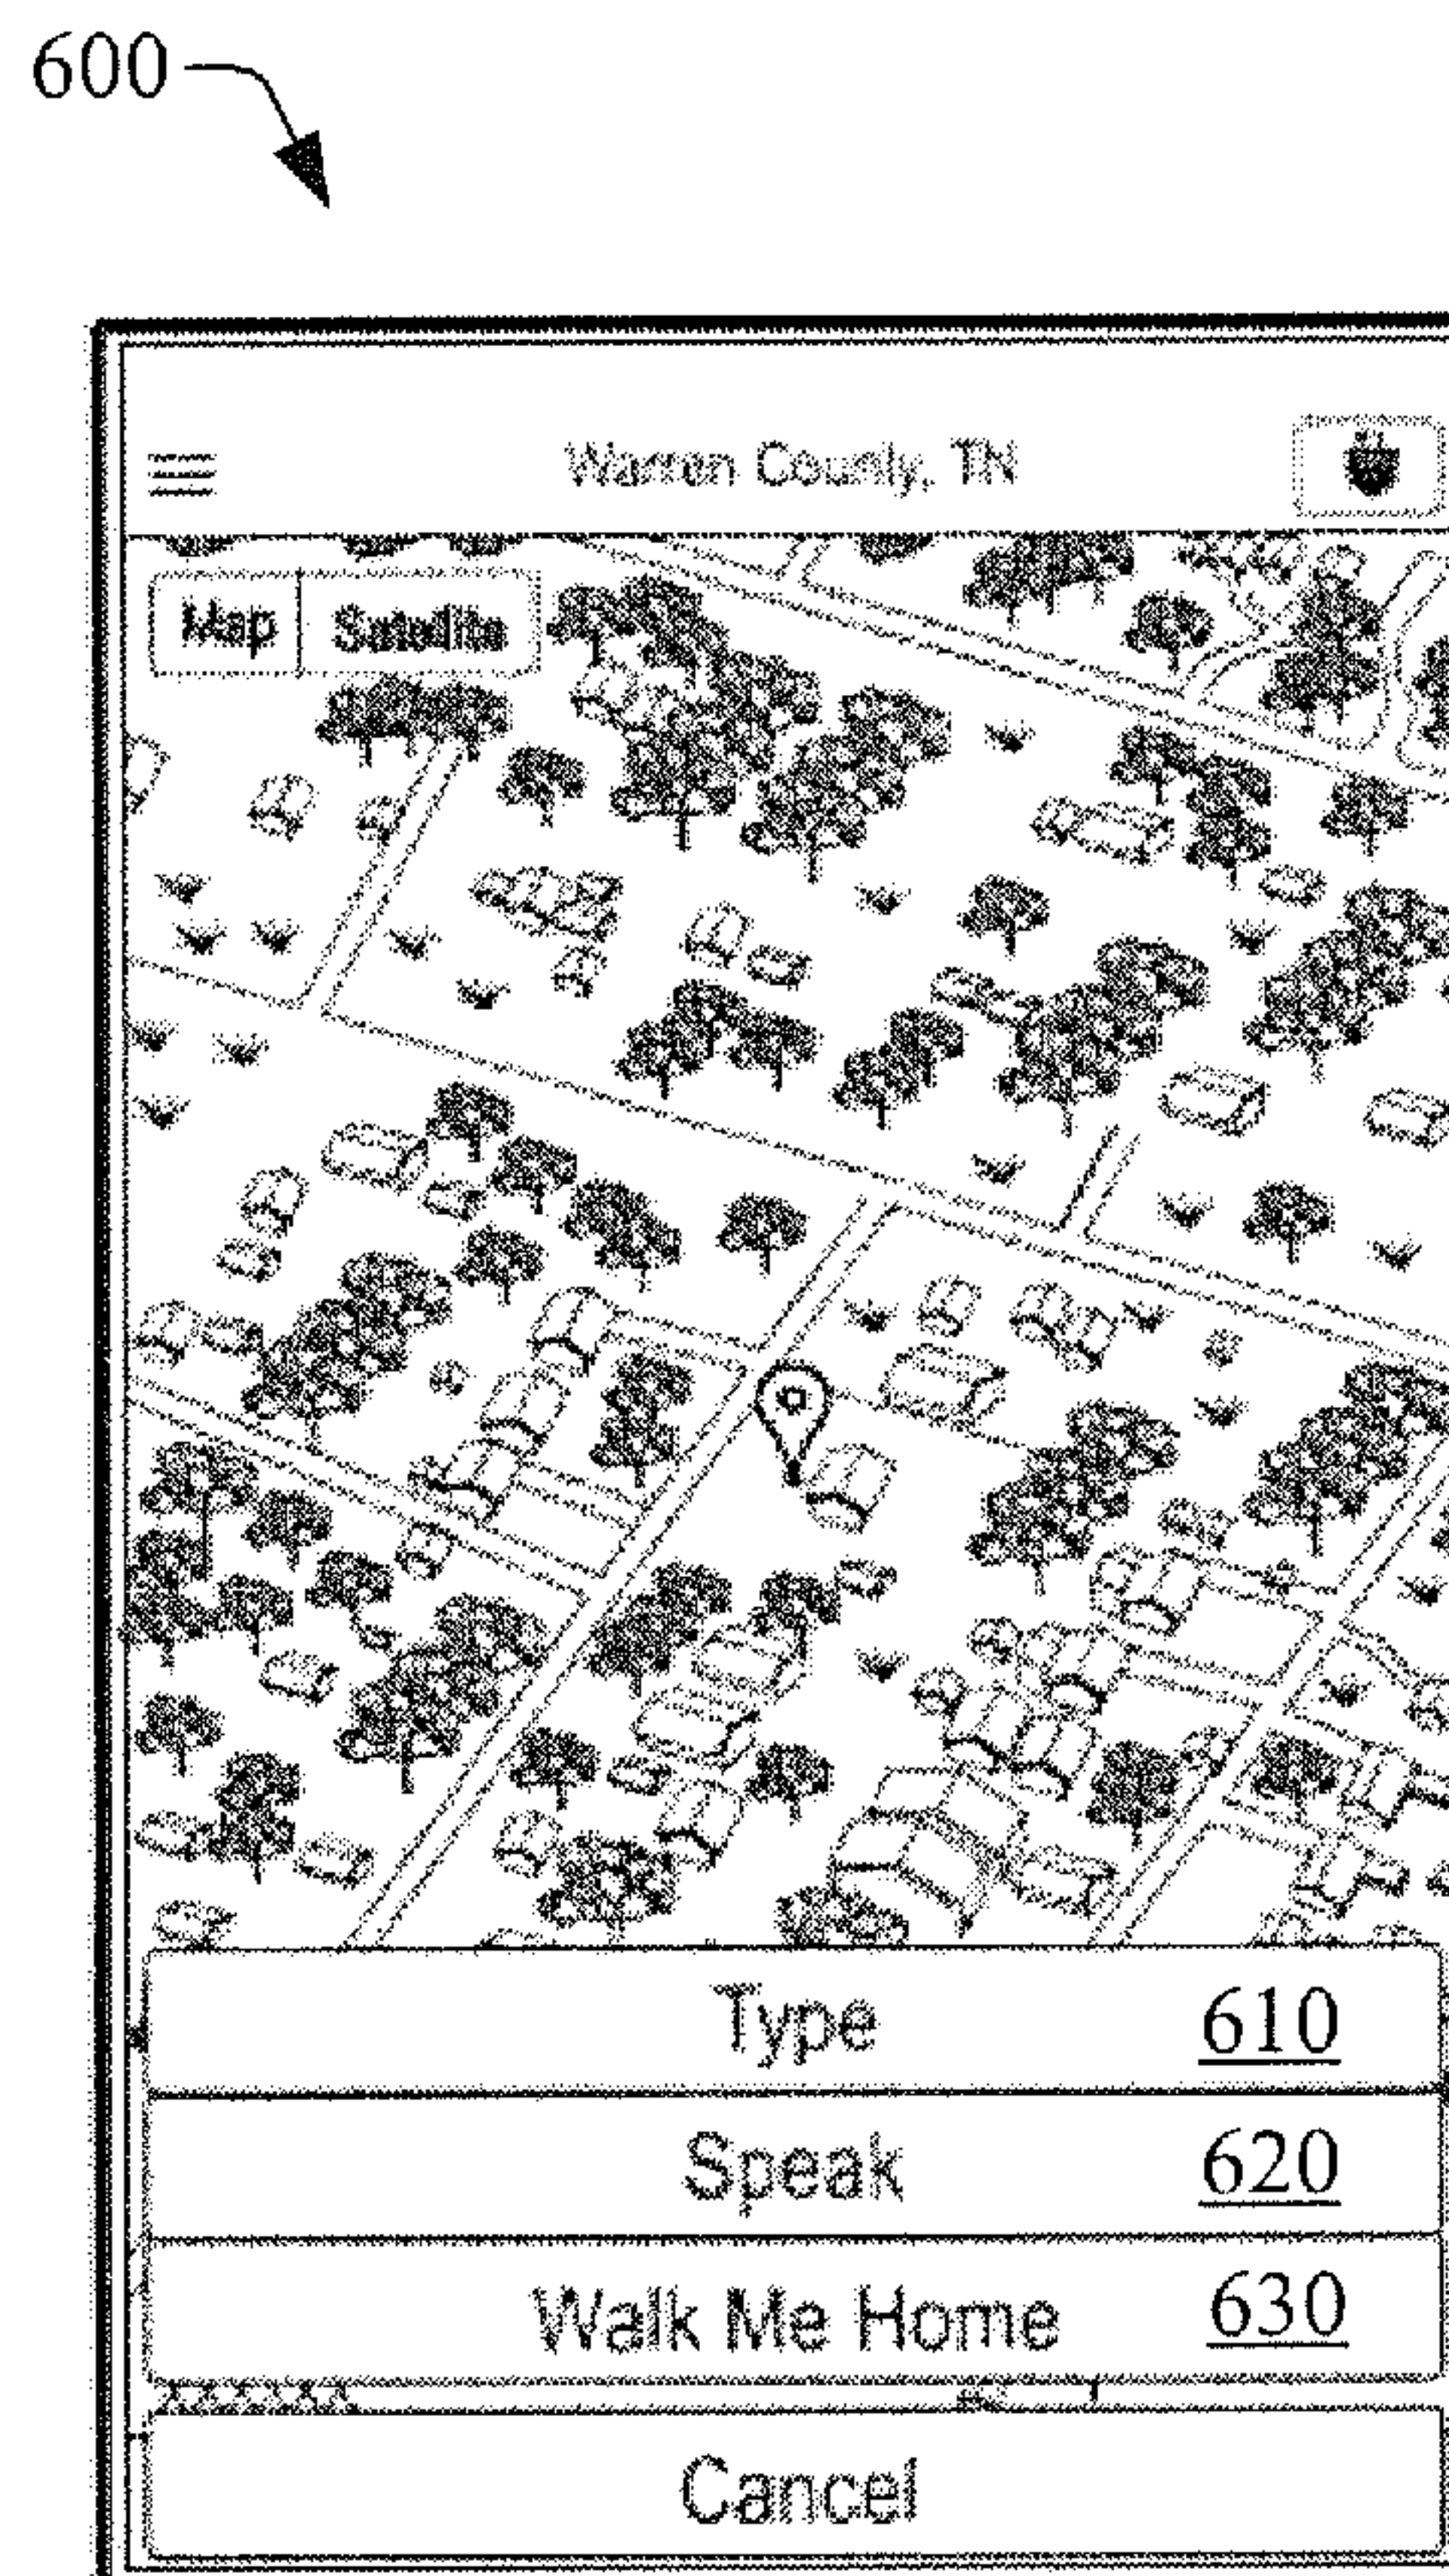 600
Warren County, TN
Map Satellite
Type 610
Speak 620
Walk Me Home 630
Cancel